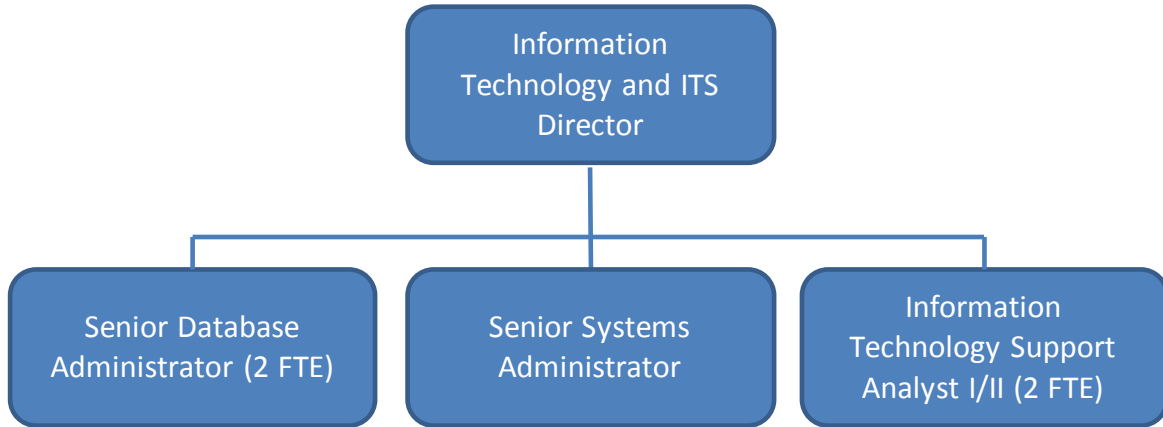 Information
Technology and ITS
Director
Senior Database
Administrator (2 FTE)
Senior Systems
Administrator
Information
Technology Support
Analyst I/II (2 FTE)